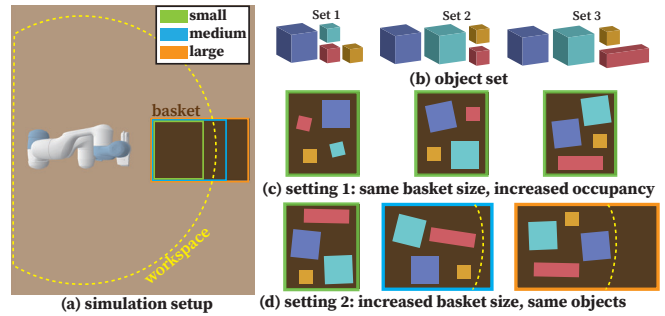 small
medium
large
basket
workspace
(a) simulation setup
Set 1
Set 2
Set 3
(b) object set
(c) setting 1: same basket size, increased occupancy
(d) setting 2: increased basket size, same objects